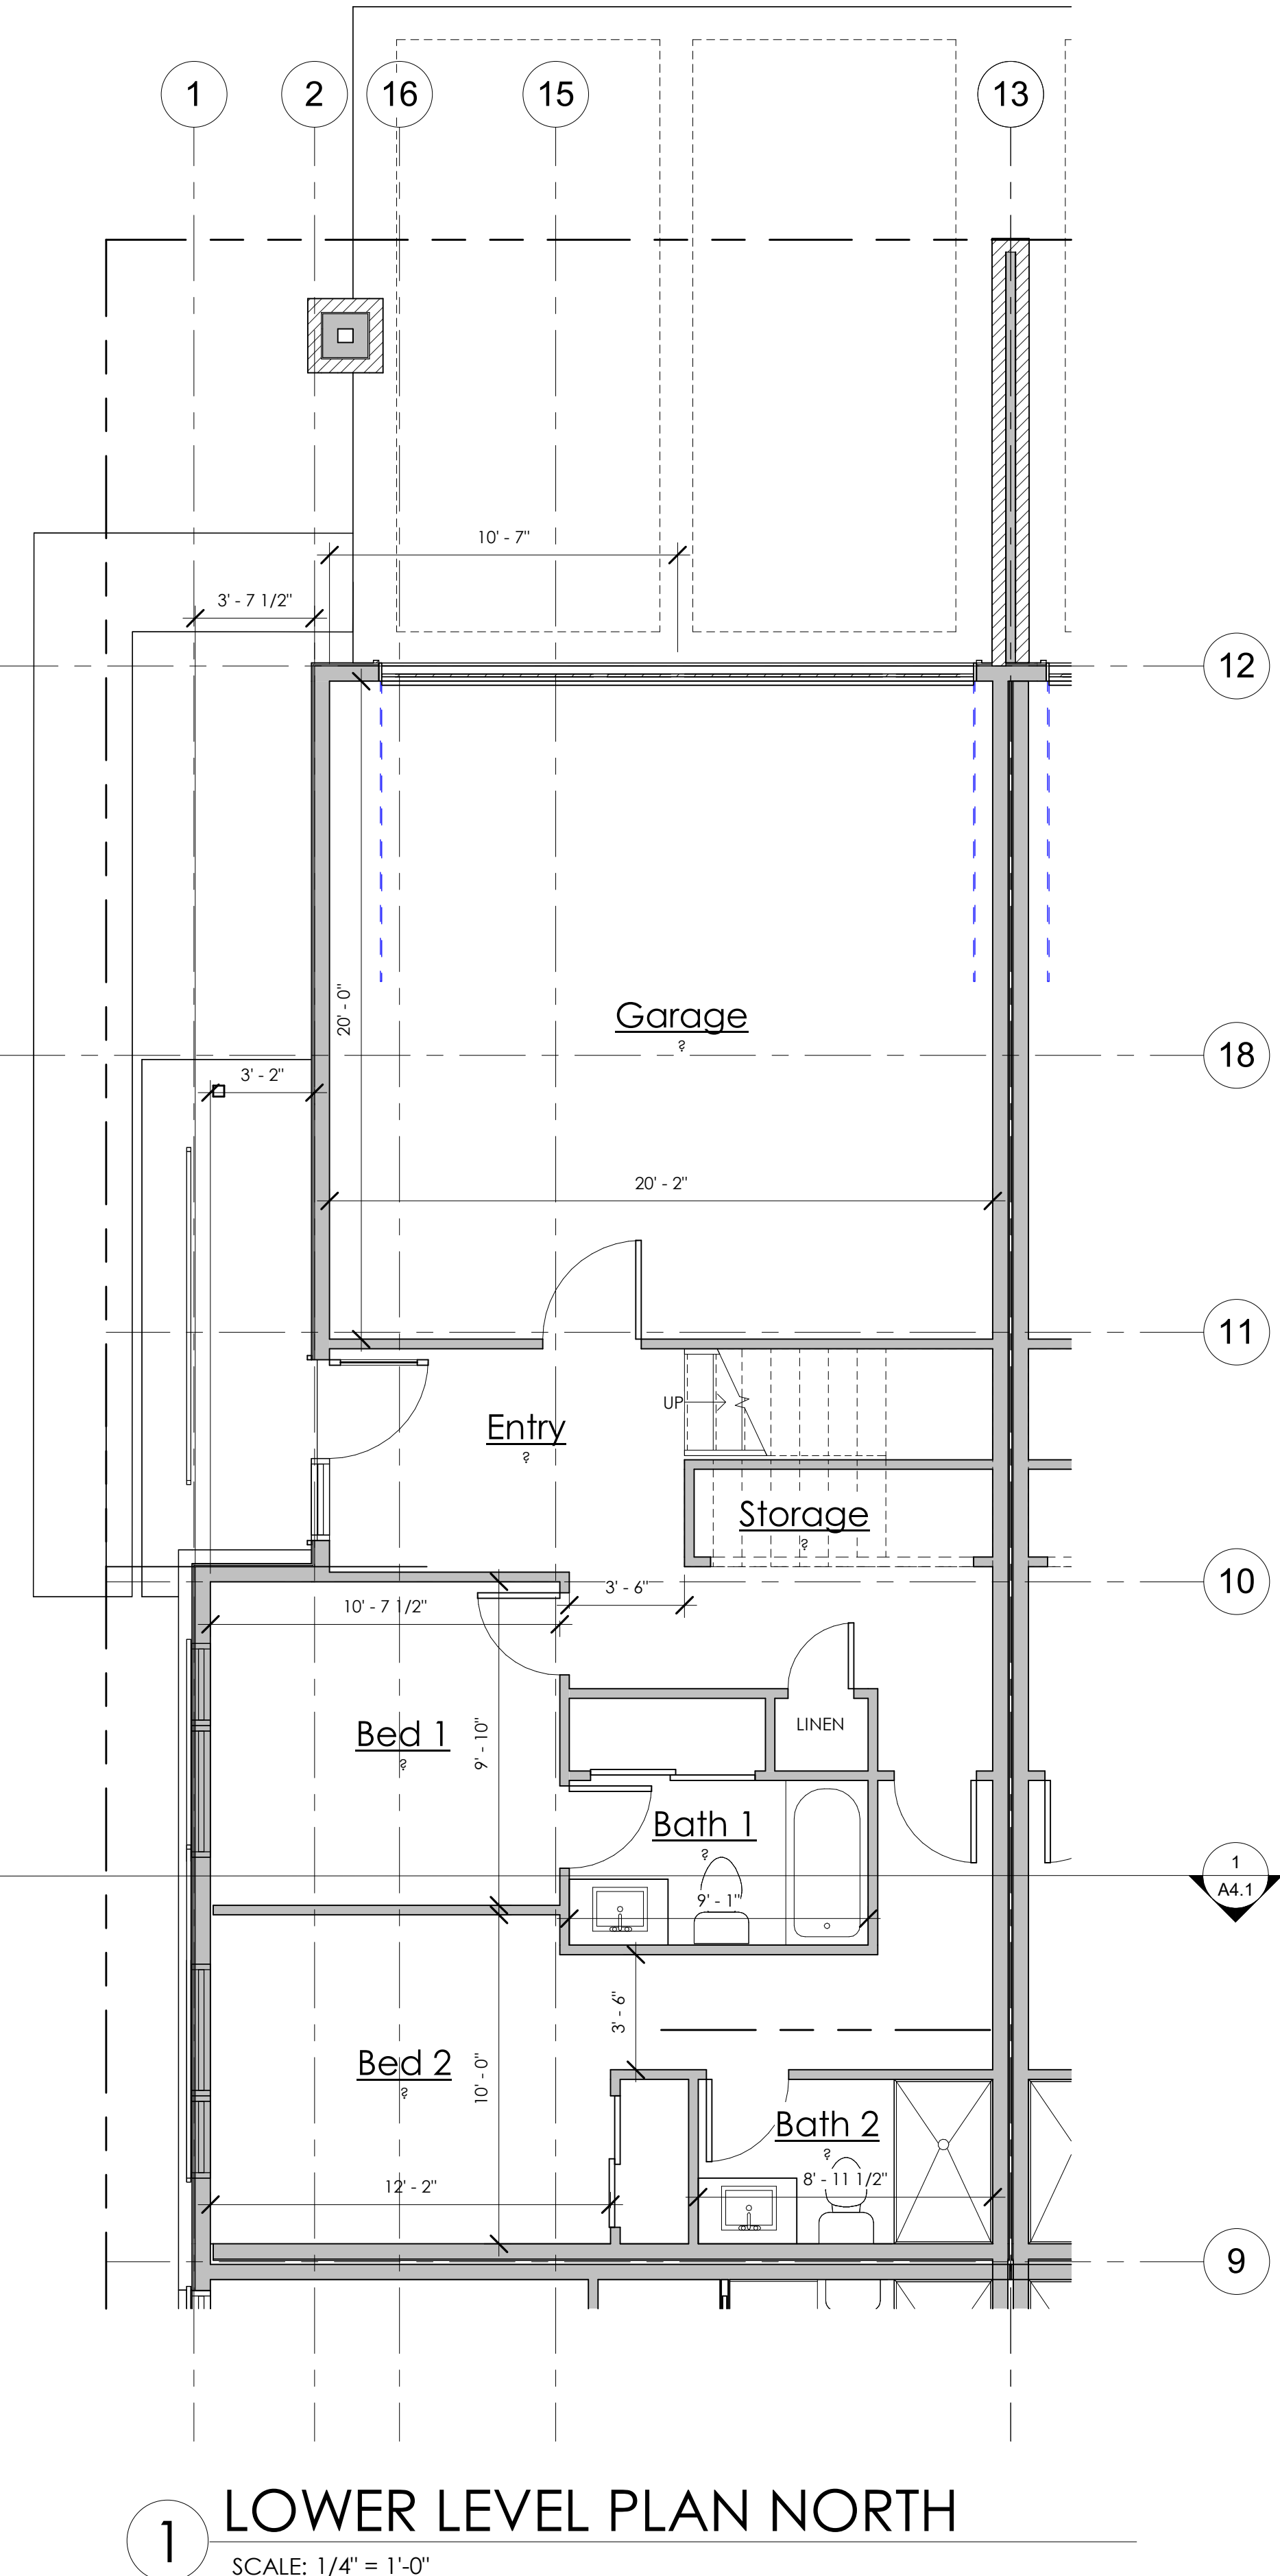 1
2
16
15
13
10' - 7"
3' - 7 1/2"
12
20' - 0"
Garage
?
18
3' - 2"
20' - 2"
11
UP
Entry
?
Storage
?
10
3' - 6"
10' - 7 1/2"
LINEN
Bed 1
?
9' - 10"
Bath 1
?
1
A4.1
9' - 1"
3' - 6"
Bed 2
?
10' - 0"
Bath 2
?
12' - 2"
8' - 11 1/2"
9
1
LOWER LEVEL PLAN NORTH
SCALE: 1/4" = 1'-0"